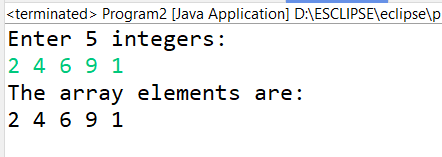 <terminated> Program2 [Java Application] D:\ESCLIPSE\eclipse\p
Enter 5 integers:
2 4 6 9 1
The array elements are:
2 4 6 9 1